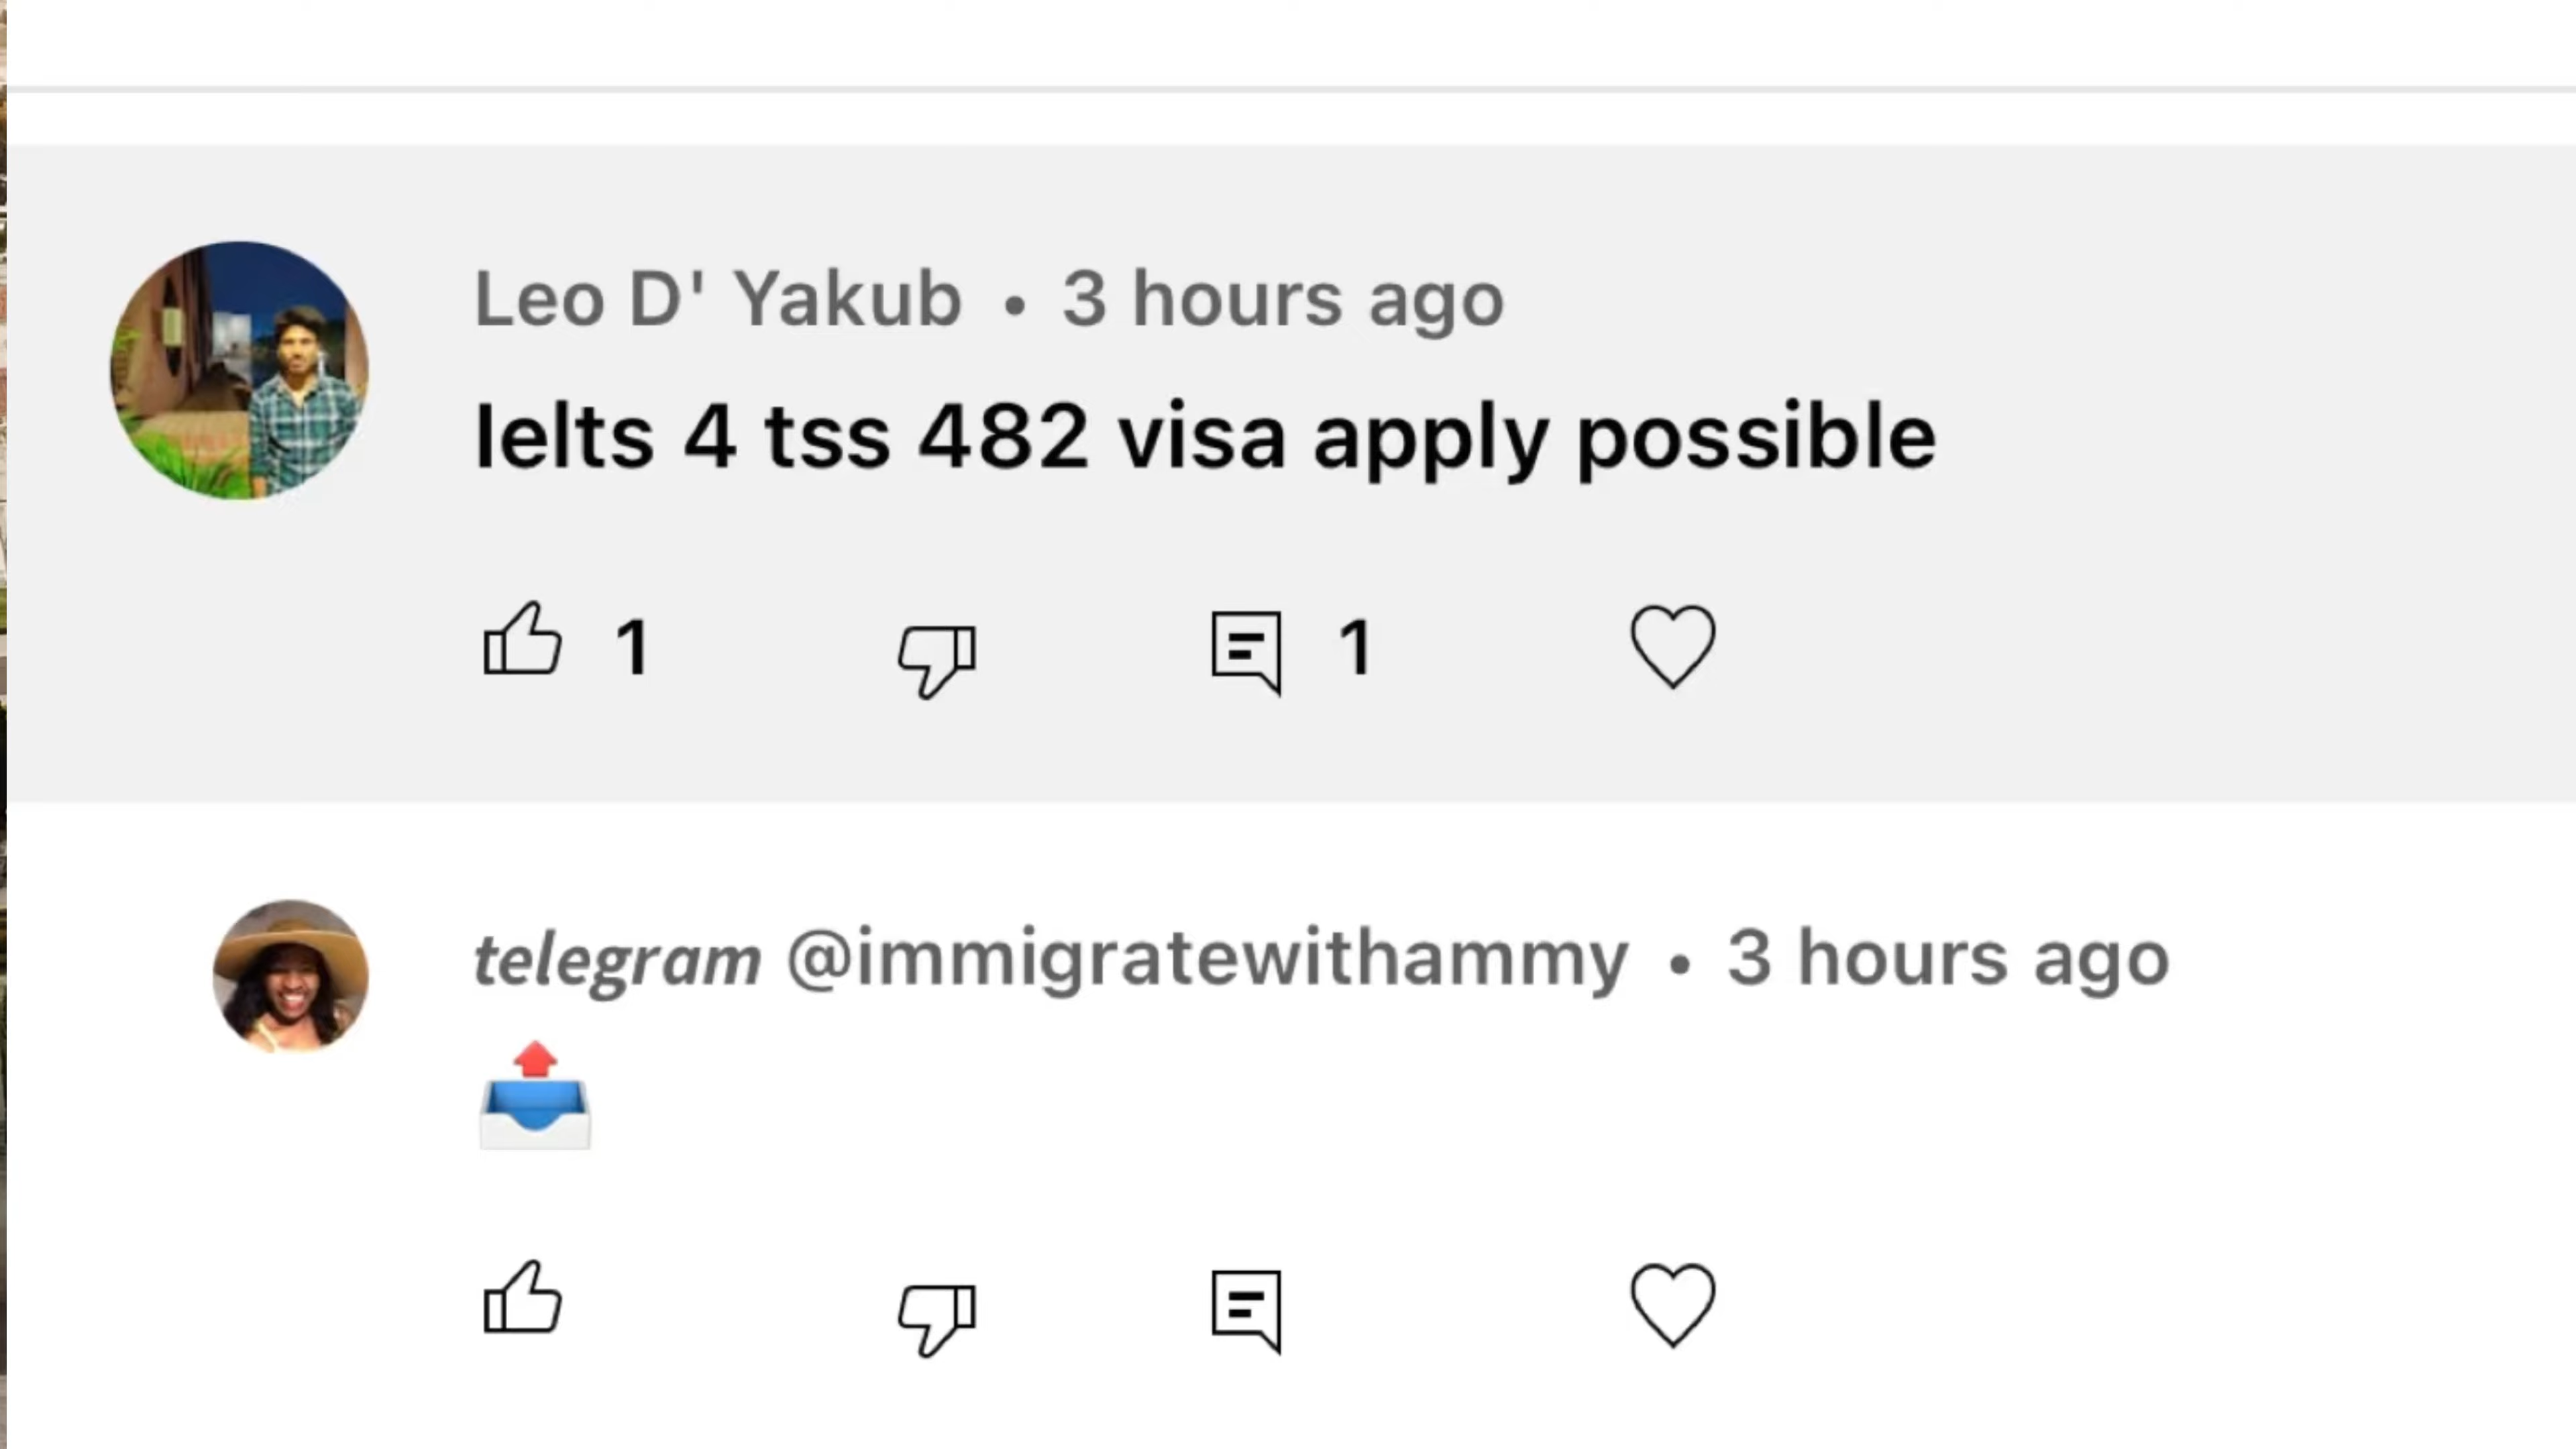 Leo D' Yakub • 3 hours ago
Ielts 4 tss 482 visa apply possible
1 1
telegram @immigratewithammy • 3 hours ago